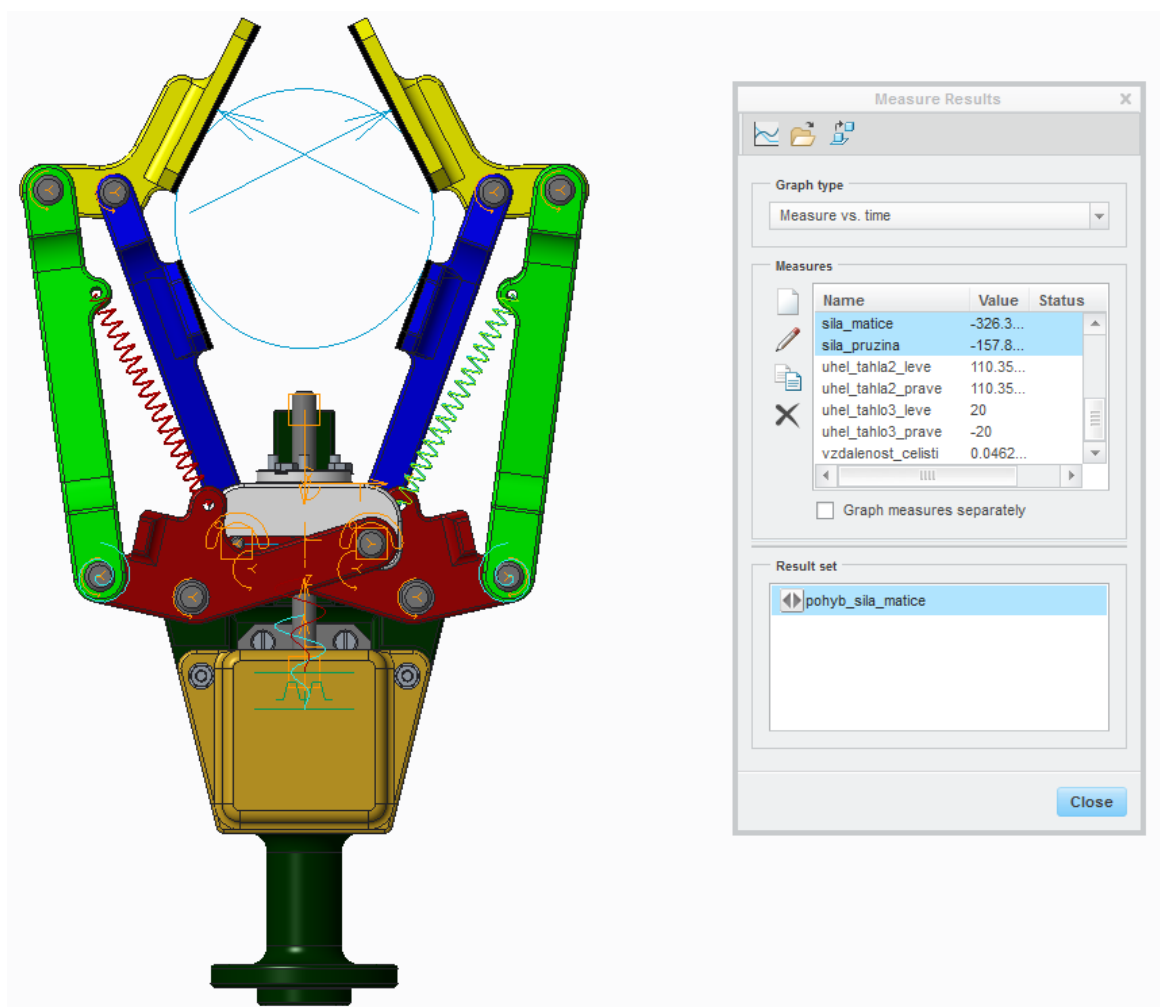 Measure Results
Graph type
Measure vs. time
Measures
Name Value Status
sila_matice -326.3...
sila_pruzina -157.8...
uhel_tahla2_leve 110.35...
uhel_tahla2_prave 110.35...
uhel_tahlo3_leve 20
uhel_tahlo3_prave -20
vzdalenost_celisti 0.0462...
Graph measures separately
Result set
pohyb_sila_matice
Close